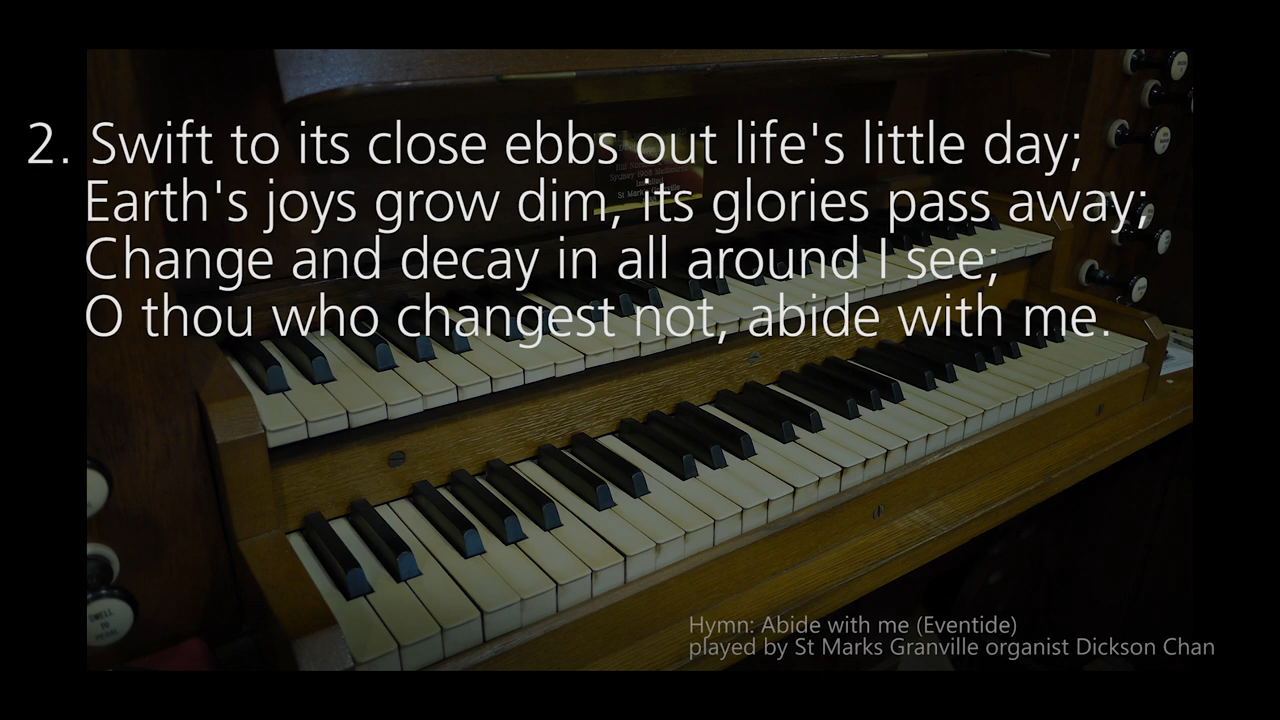 2. Swift to its close ebbs out life's little day;
Earth's joys grow dim, its glories pass away;
Change and decay in all around I see;
O thou who changest not, abide with me.
SWELL
TO
Hymn: Abide with me (Eventide)
played by St Marks Granville organist Dickson Chan